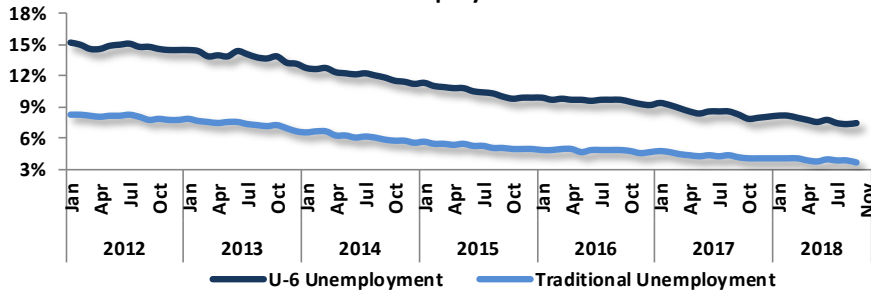 18%
15%
12%
9%
6%
3%
Jan Apr Jul Oct Jan Apr Jul Oct Jan Apr Jul Oct Jan Apr Jul Oct Jan Apr Jul Oct Jan Apr Jul Oct Jan Apr Jul Nov
2012 2013 2014 2015 2016 2017 2018
U-6 Unemployment Traditional Unemployment